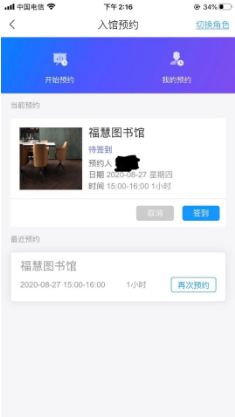 中国电信
下午2:16
34%
入馆预约
切换角色
开始预约
我的预约
当前预约
福慧图书馆
待签到
预约人
日期 2020-08-27 星期四
时间 15:00-16:00 1小时
取消
签到
最近预约
福慧图书馆
2020-08-27 15:00-16:00 1小时
再次预约